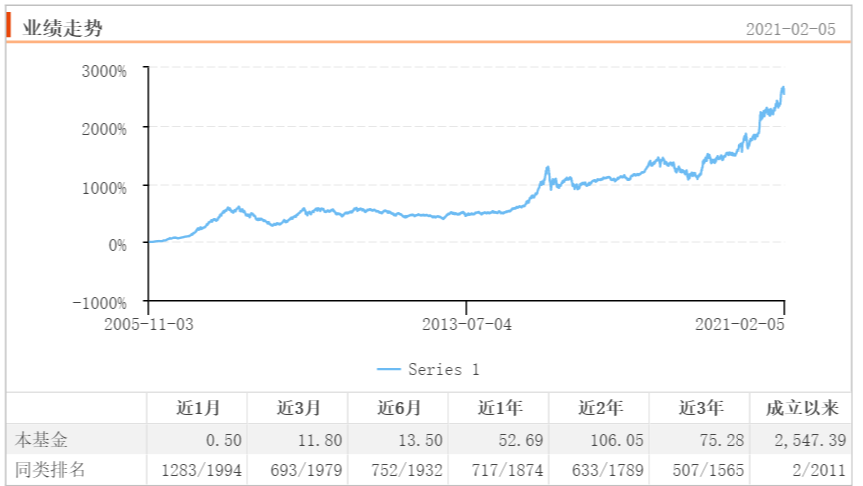 业绩走势 2021-02-05
3000%
2000%
1000%
0%
-1000%
2005-11-03 2013-07-04 2021-02-05
Series 1
近1月 近3月 近6月 近1年 近2年 近3年 成立以来
本基金 0.50 11.80 13.50 52.69 106.05 75.28 2,547.39
同类排名 1283/1994 693/1979 752/1932 717/1874 633/1789 507/1565 2/2011